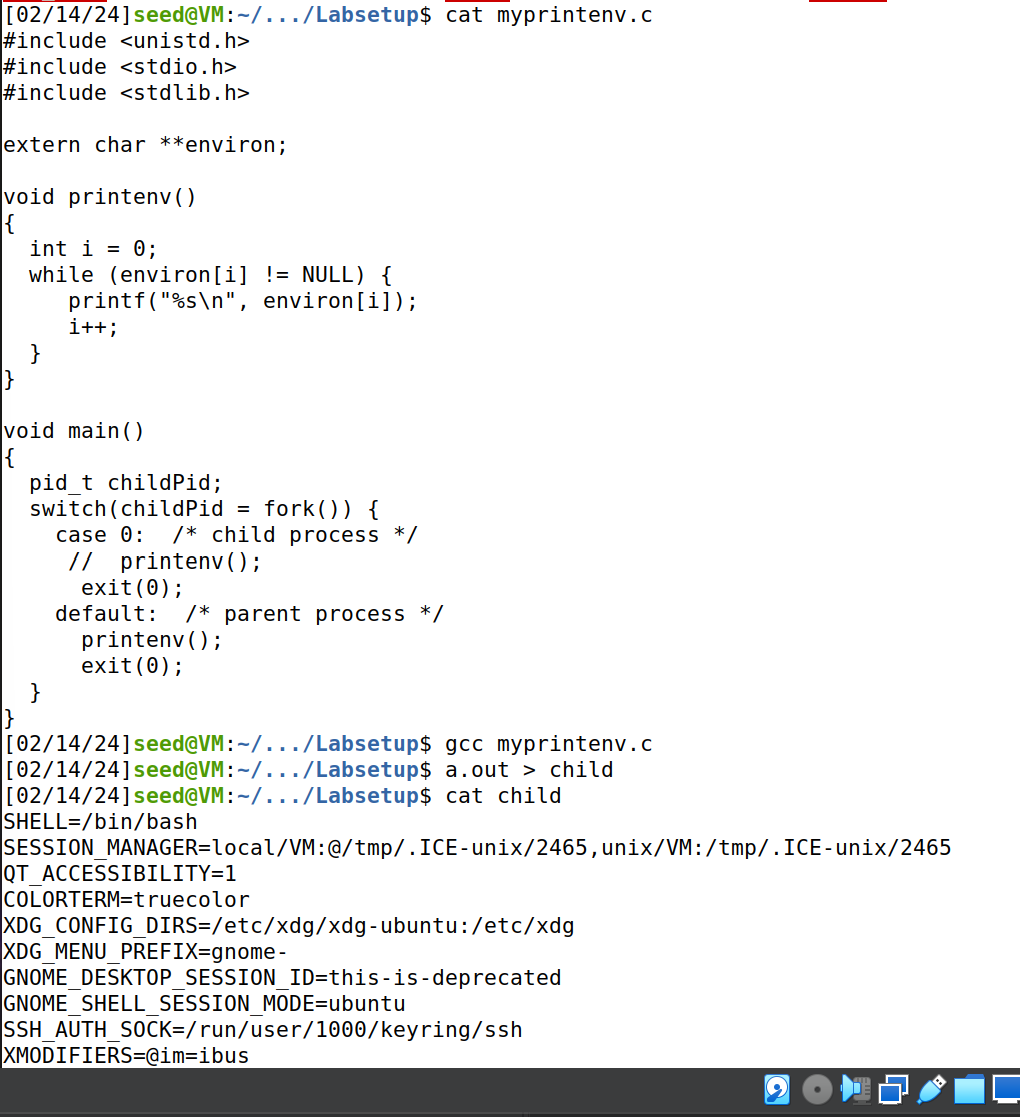 [02/14/24]seed@VM:~/.../Labsetup$ cat myprintenv.c
#include <unistd.h>
#include <stdio.h>
#include <stdlib.h>

extern char **environ;

void printenv()
{
  int i = 0;
  while (environ[i] != NULL) {
     printf("%s\n", environ[i]);
     i++;
  }
}

void main()
{
  pid_t childPid;
  switch(childPid = fork()) {
    case 0:  /* child process */
     //  printenv();
      exit(0);
    default:  /* parent process */
      printenv();
      exit(0);
  }
}
[02/14/24]seed@VM:~/.../Labsetup$ gcc myprintenv.c
[02/14/24]seed@VM:~/.../Labsetup$ a.out > child
[02/14/24]seed@VM:~/.../Labsetup$ cat child
SHELL=/bin/bash
SESSION_MANAGER=local/VM:@/tmp/.ICE-unix/2465,unix/VM:/tmp/.ICE-unix/2465
QT_ACCESSIBILITY=1
COLORTERM=truecolor
XDG_CONFIG_DIRS=/etc/xdg/xdg-ubuntu:/etc/xdg
XDG_MENU_PREFIX=gnome-
GNOME_DESKTOP_SESSION_ID=this-is-deprecated
GNOME_SHELL_SESSION_MODE=ubuntu
SSH_AUTH_SOCK=/run/user/1000/keyring/ssh
XMODIFIERS=@im=ibus